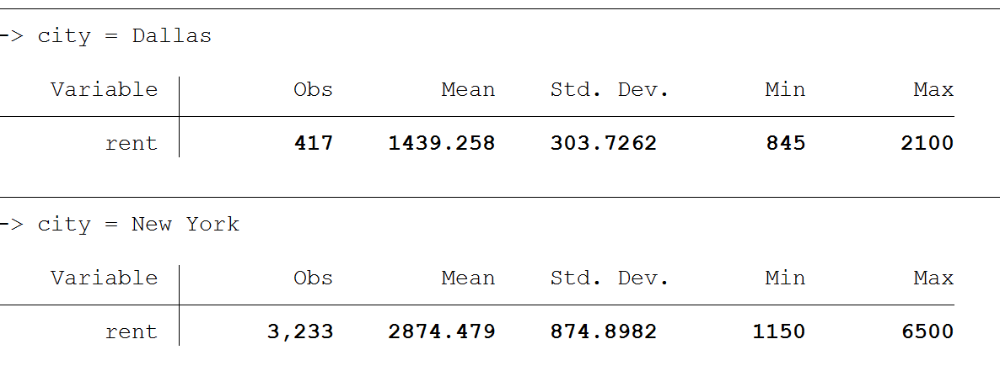 -> city = Dallas
Variable | Obs Mean Std. Dev. Min Max
rent | 417 1439.258 303.7262 845 2100
-> city = New York
Variable | Obs Mean Std. Dev. Min Max
rent | 3,233 2874.479 874.8982 1150 6500